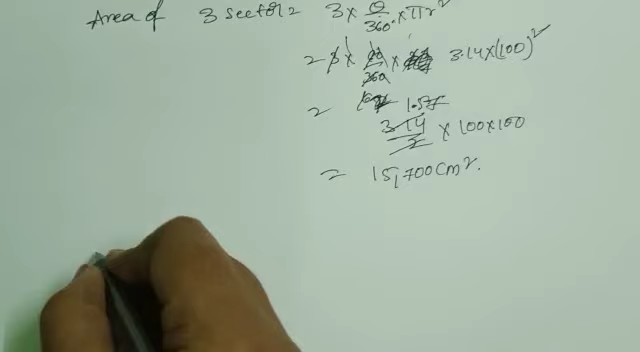 Area of 3 sector = 3 × θ/360° × πr²
= 3 × 60/360 × 3.14×(100)²
= 3.14/2 × 100×100
1.57
= 15,700 cm².